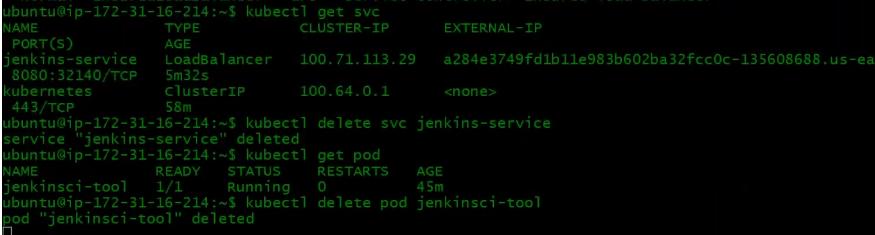 ubuntu@ip-172-31-16-214:~$ kubectl get svc
NAME TYPE CLUSTER-IP EXTERNAL-IP
PORT(S) AGE
jenkins-service LoadBalancer 100.71.113.29 a284e3749fd1b11e983b602ba32fcc0c-135608688.us-ea
8080:32140/TCP 5m32s
kubernetes ClusterIP 100.64.0.1 <none>
443/TCP 58m
ubuntu@ip-172-31-16-214:~$ kubectl delete svc jenkins-service
service "jenkins-service" deleted
ubuntu@ip-172-31-16-214:~$ kubectl get pod
NAME READY STATUS RESTARTS AGE
jenkinsci-tool 1/1 Running 0 45m
ubuntu@ip-172-31-16-214:~$ kubectl delete pod jenkinsci-tool
pod "jenkinsci-tool" deleted